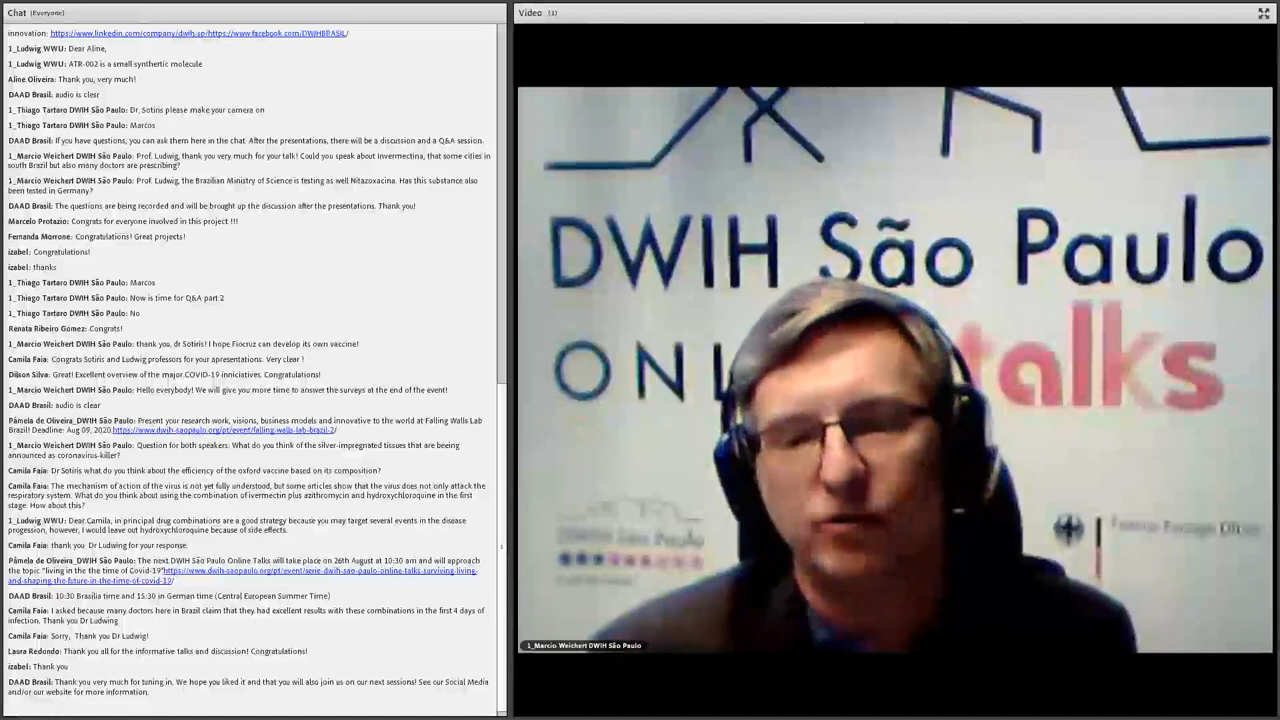 Chat (Everyone)
innovation: https://www.linkedin.com/company/dwih-sp/https://www.facebook.com/DWIHBRASIL/
1_Ludwig WWU: Dear Aline,
1_Ludwig WWU: ATR-002 is a small synthertic molecule
Aline Oliveira: Thank you, very much!
DAAD Brasil: audio is clesr
1_Thiago Tartaro DWIH São Paulo: Dr. Sotiris please make your camera on
1_Thiago Tartaro DWIH São Paulo: Marcos
DAAD Brasil: If you have questions, you can ask them here in the chat. After the presentations, there will be a discussion and a Q&A session.
1_Marcio Weichert DWIH São Paulo: Prof. Ludwig, thank you very much for your talk! Could you speak about Invermectina, that some cities in
south Brazil but also many doctors are prescribing?
1_Marcio Weichert DWIH São Paulo: Prof. Ludwig, the Brazilian Ministry of Science is testing as well Nitazoxacina. Has this substance also
been tested in Germany?
DAAD Brasil: The questions are being recorded and will be brought up the discussion after the presentations. Thank you!
Marcelo Protazio: Congrats for everyone involved in this project !!!
Fernanda Morrone: Congratulations! Great projects!
izabel: Congratulations!
izabel: thanks
1_Thiago Tartaro DWIH São Paulo: Marcos
1_Thiago Tartaro DWIH São Paulo: Now is time for Q&A part 2
1_Thiago Tartaro DWIH São Paulo: No
Renata Ribeiro Gomez: Congrats!
1_Marcio Weichert DWIH São Paulo: thank you, dr Sotiris! I hope Fiocruz can develop its own vaccine!
Camila Faia: Congrats Sotiris and Ludwig professors for your apresentations. Very clear !
Dilson Silva: Great! Excellent overview of the major COVID-19 inniciatives. Congratulations!
1_Marcio Weichert DWIH São Paulo: Hello everybody! We will give you more time to answer the surveys at the end of the event!
DAAD Brasil: audio is clear
Pâmela de Oliveira_DWIH São Paulo: Present your research work, visions, business models and innovative to the world at Falling Walls Lab
Brazil! Deadline: Aug 09, 2020.https://www.dwih-saopaulo.org/pt/event/falling-walls-lab-brazil-2/
1_Marcio Weichert DWIH São Paulo: Question for both speakers: What do you think of the silver-impregnated tissues that are beeing
announced as coronavirus-killer?
Camila Faia: Dr Sotiris what do you think about the efficiency of the oxford vaccine based on its composition?
Camila Faia: The mechanism of action of the virus is not yet fully understood, but some articles show that the virus does not only attack the
respiratory system. What do you think about using the combination of ivermectin plus azithromycin and hydroxychloroquine in the first
stage. How about this?
1_Ludwig WWU: Dear Camila, in principal drug combinations are a good strategy because you may target several events in the disease
progession, however, I would leave out hydroxychloroquine because of side effects.
Camila Faia: thank you Dr Ludwing for your response.
Pâmela de Oliveira_DWIH São Paulo: The next DWIH São Paulo Online Talks will take place on 26th August at 10:30 am and will approach
the topic "living in the the time of Covid-19"https://www.dwih-saopaulo.org/pt/event/serie-dwih-sao-paulo-online-talks-surviving-living-
and-shaping-the-future-in-the-time-of-covid-19/
DAAD Brasil: 10:30 Brasilia time and 15:30 in German time (Central European Summer Time)
Camila Faia: I asked because many doctors here in Brazil claim that they had excellent results with these combinations in the first 4 days of
infection. Thank you Dr Ludwing
Camila Faia: Sorry, Thank you Dr Ludwig!
Laura Redondo: Thank you all for the informative talks and discussion! Congratulations!
izabel: Thank you
DAAD Brasil: Thank you very much for tuning in. We hope you liked it and that you will also join us on our next sessions! See our Social Media
and/or our website for more information.
Video (1)
DWIH São Paulo
ONL talks
DWIH São Paulo
1_Marcio Weichert DWIH São Paulo